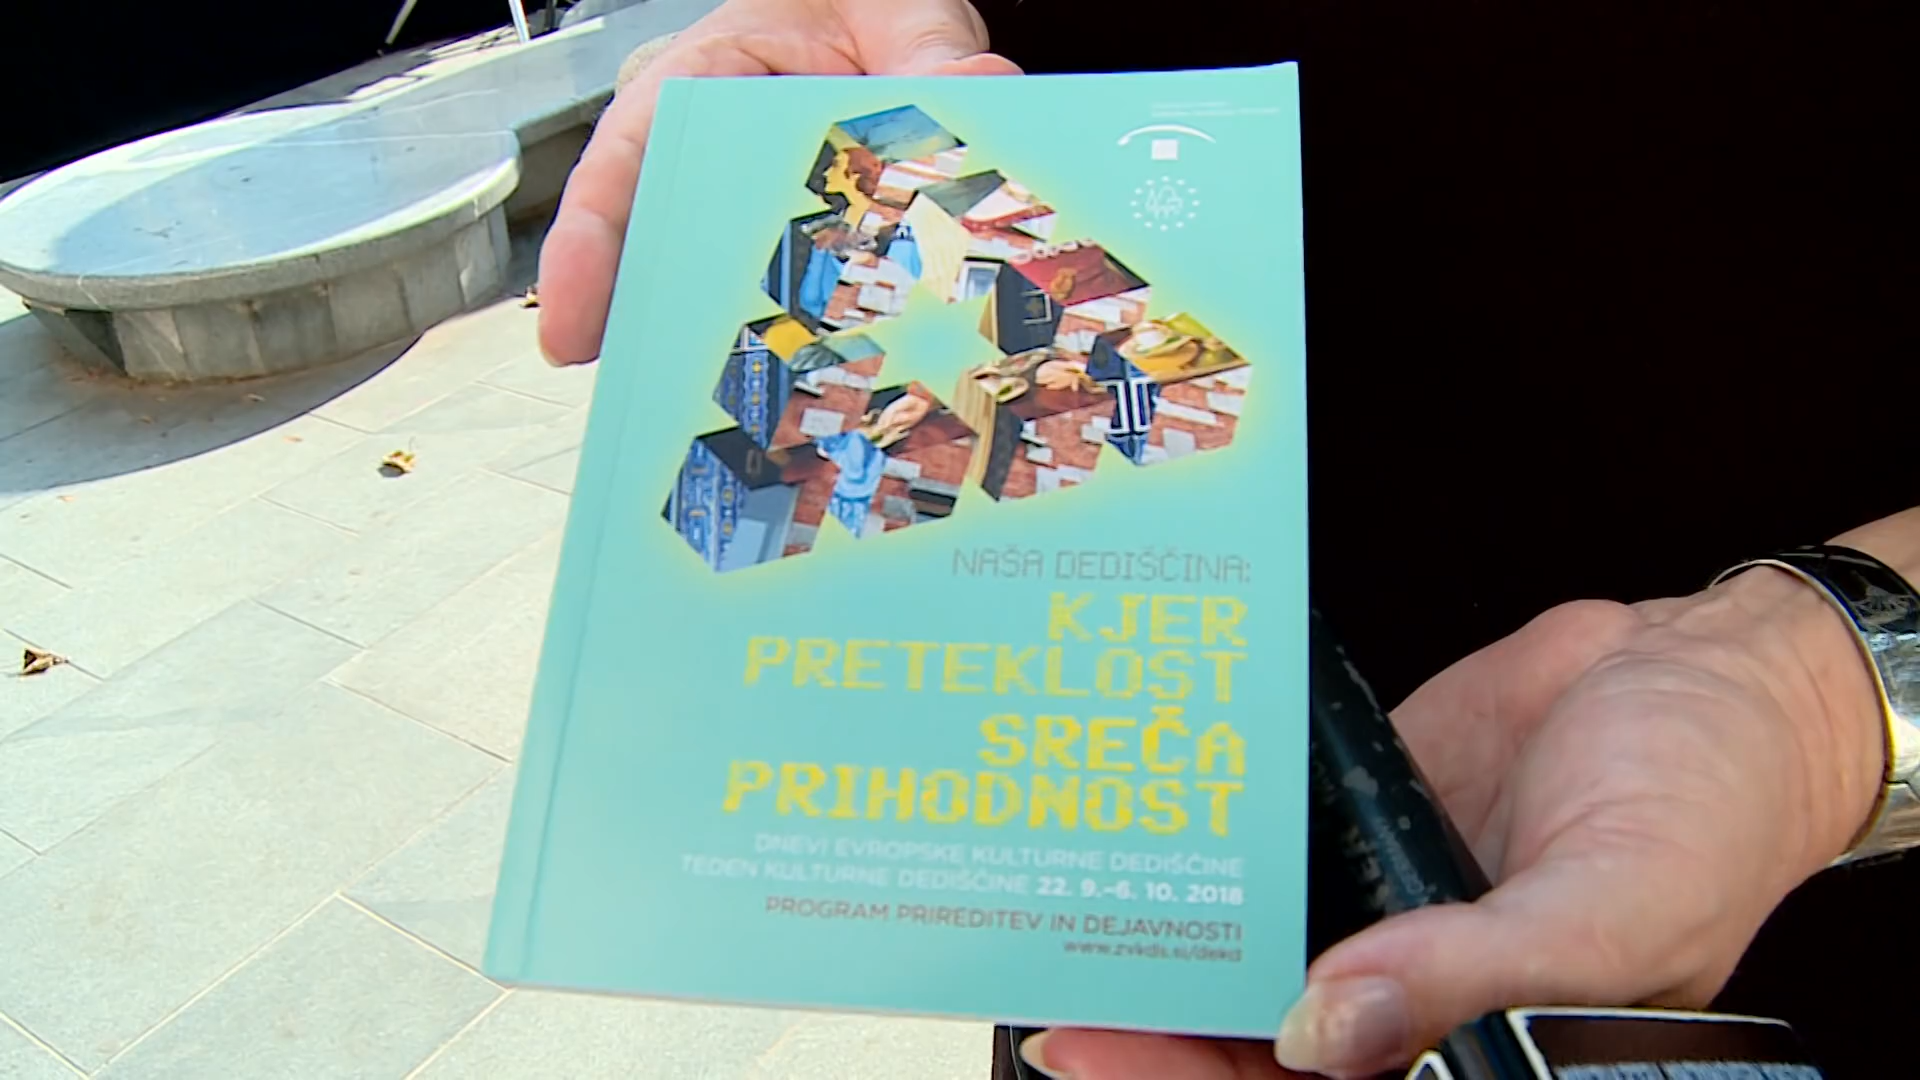 NAŠA DEDIŠČINA:
KJER
PRETEKLOST
SREČA
PRIHODNOST
DNEVI EVROPSKE KULTURNE DEDIŠČINE
TEDEN KULTURNE DEDIŠČINE 22. 9.–6. 10. 2018
PROGRAM PRIREDITEV IN DEJAVNOSTI
www.zvkds.si/dekd